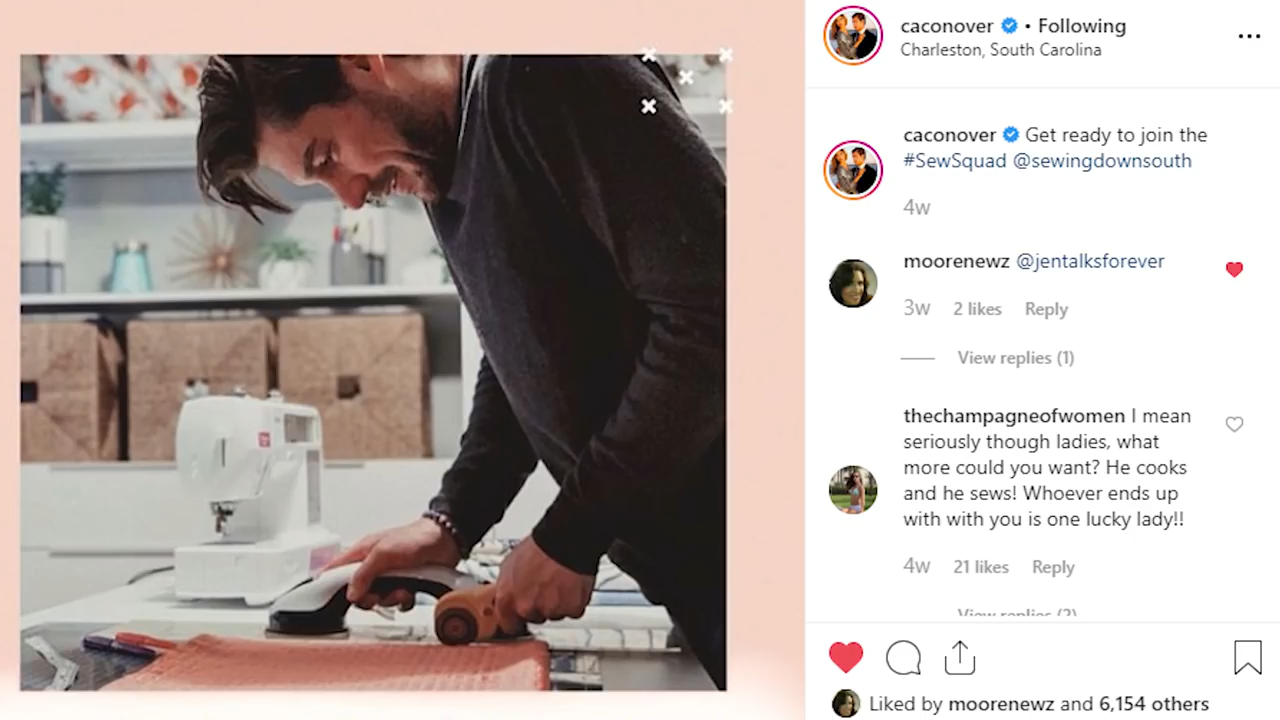 caconover • Following
Charleston, South Carolina
caconover Get ready to join the
#SewSquad @sewingdownsouth
4w
moorenewz @jentalksforever
3w 2 likes Reply
View replies (1)
thechampagneofwomen I mean
seriously though ladies, what
more could you want? He cooks
and he sews! Whoever ends up
with with you is one lucky lady!!
4w 21 likes Reply
View replies (2)
Liked by moorenewz and 6,154 others